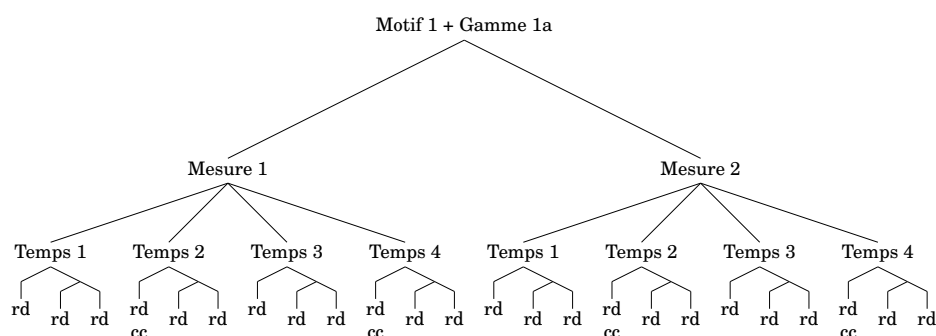 Motif 1 + Gamme 1a
Mesure 1 Mesure 2
Temps 1 Temps 2 Temps 3 Temps 4 Temps 1 Temps 2 Temps 3 Temps 4
rd rd rd rd rd rd rd rd rd rd rd rd rd rd rd rd rd rd rd rd rd rd rd rd
cc cc cc cc